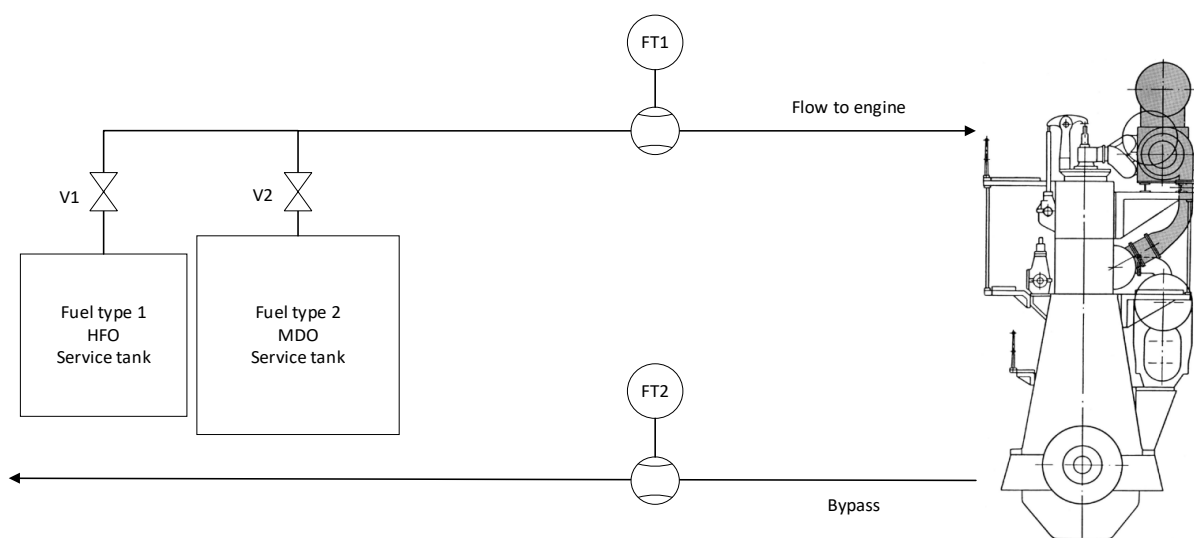 FT1
Flow to engine
V1
V2
Fuel type 1
HFO
Service tank
Fuel type 2
MDO
Service tank
FT2
Bypass